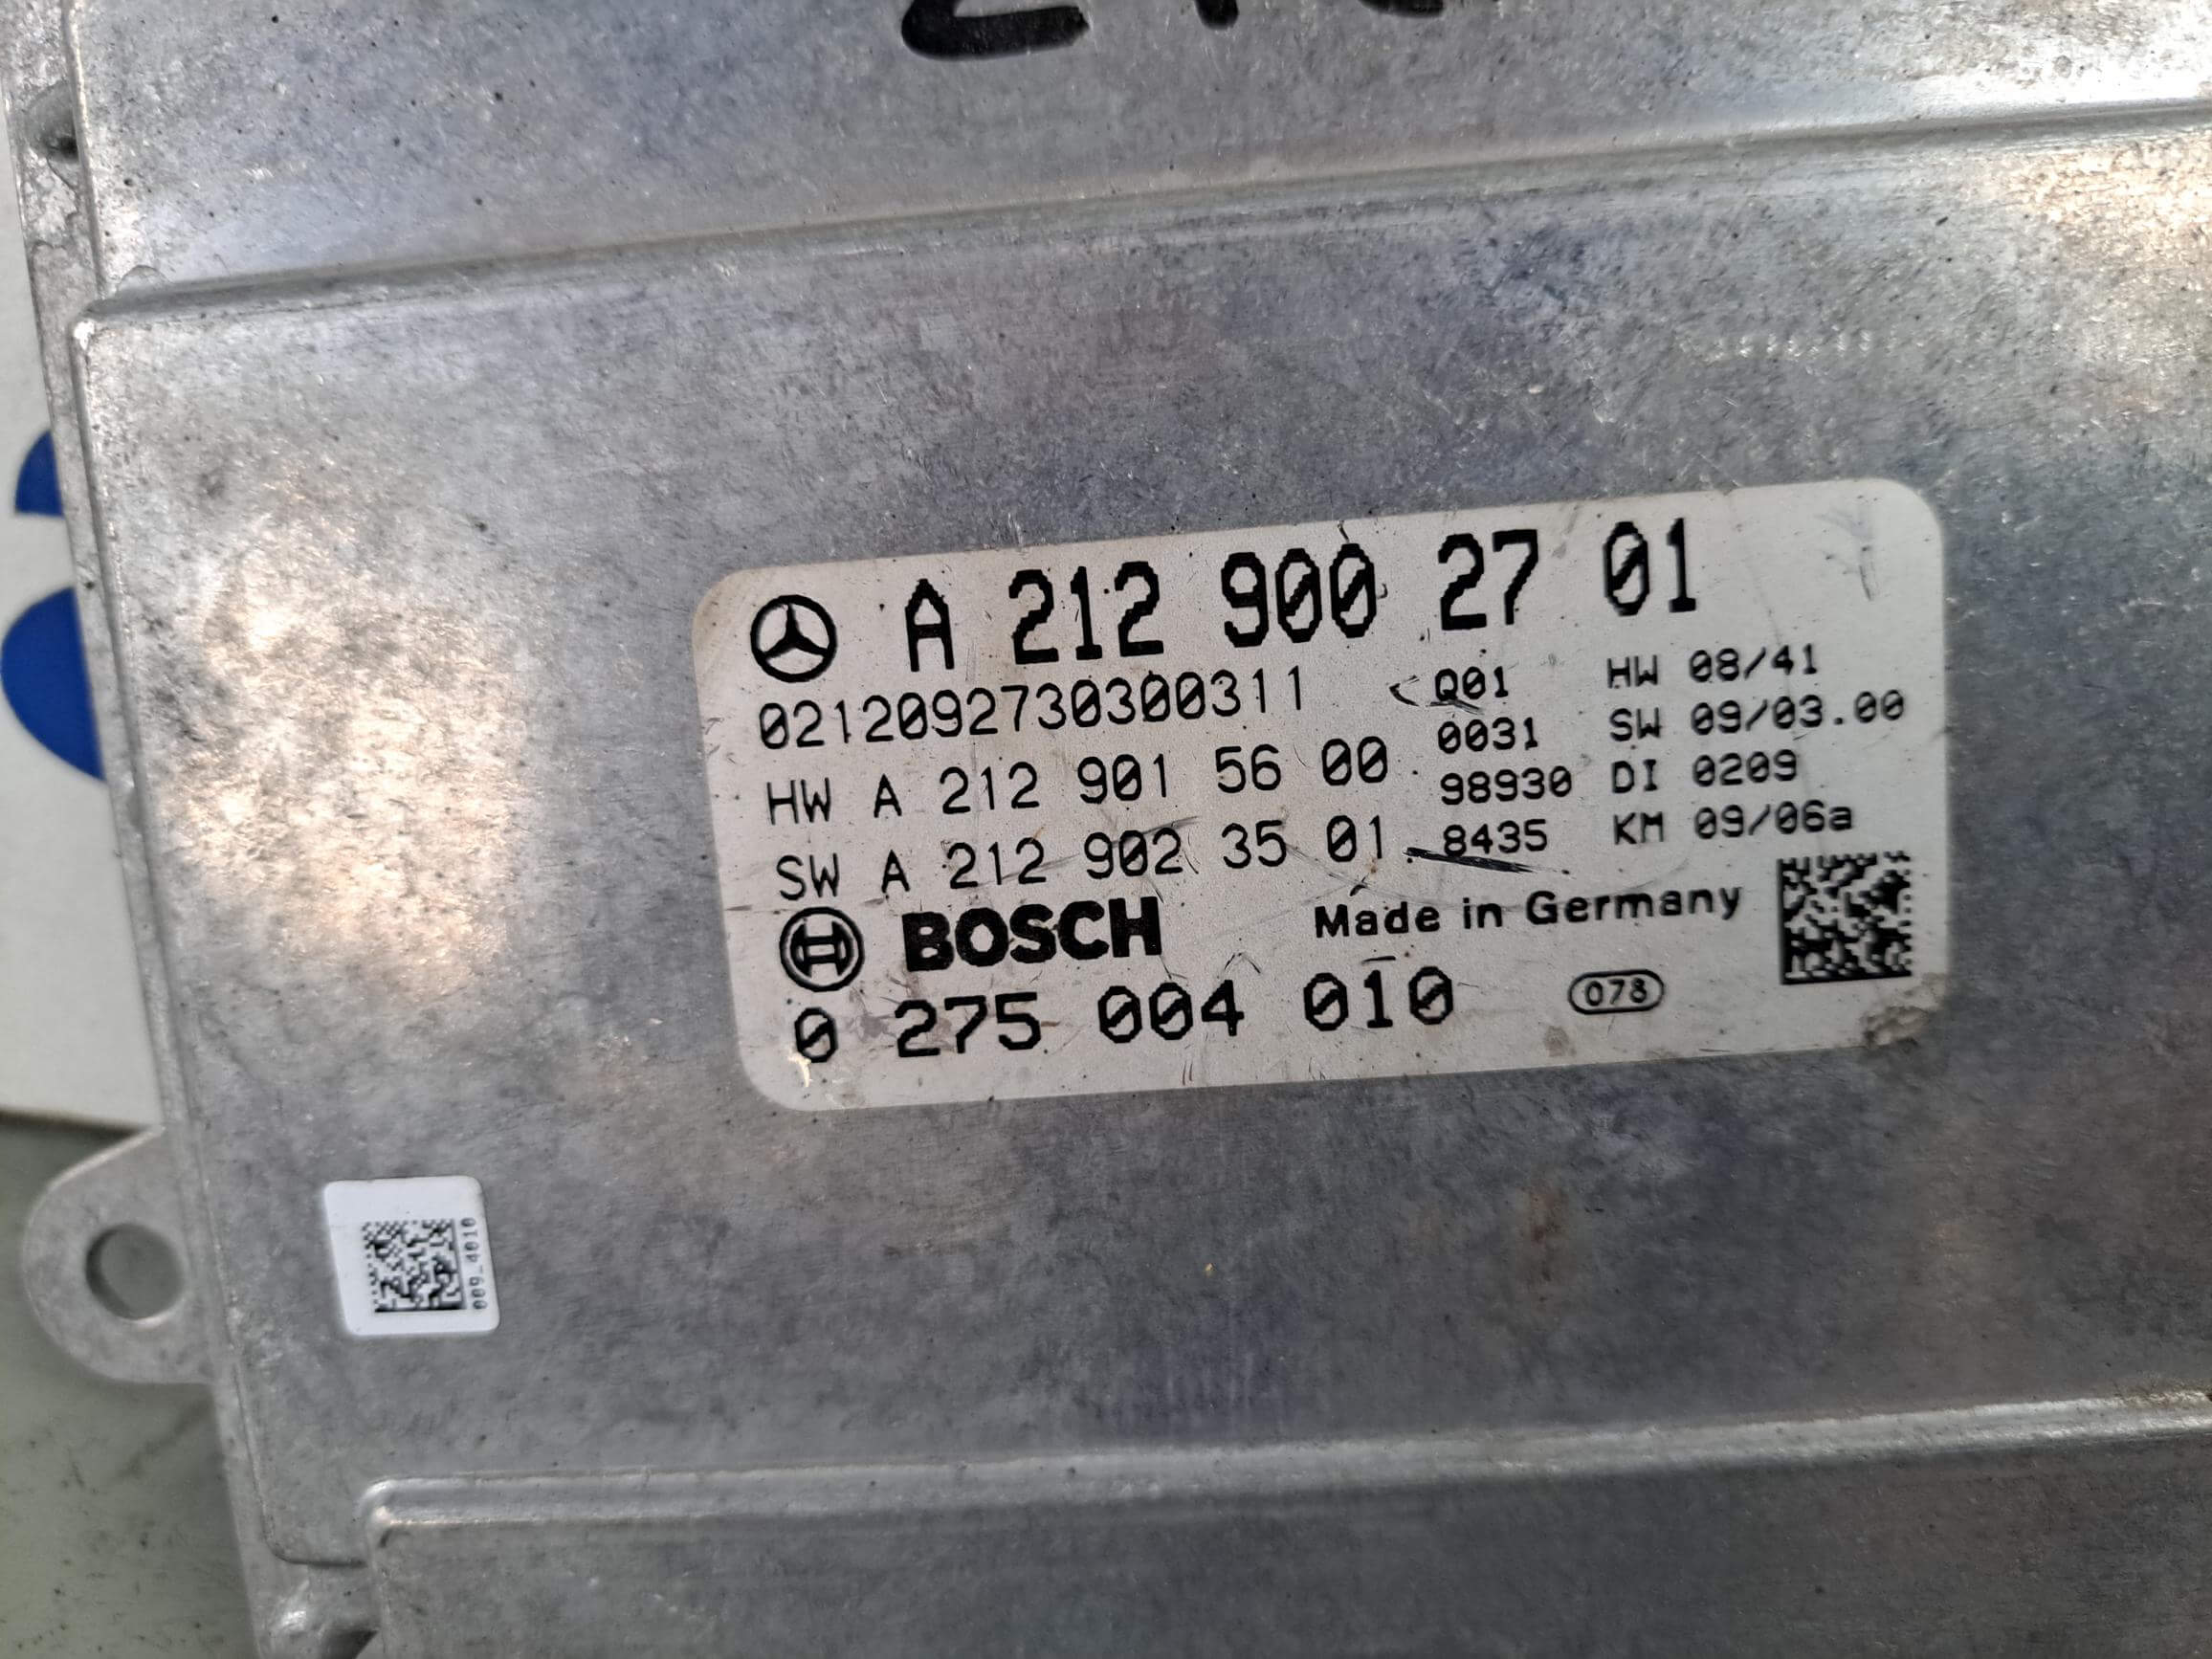 A 212 900 27 01
0212092730300311
Q01
HW 08/41
0031
SW 09/03.00
HW A 212 901 56 00
98930
DI 0209
SW A 212 902 35 01
8435
KM 09/06a
BOSCH
Made in Germany
0 275 004 010
078
009_4010